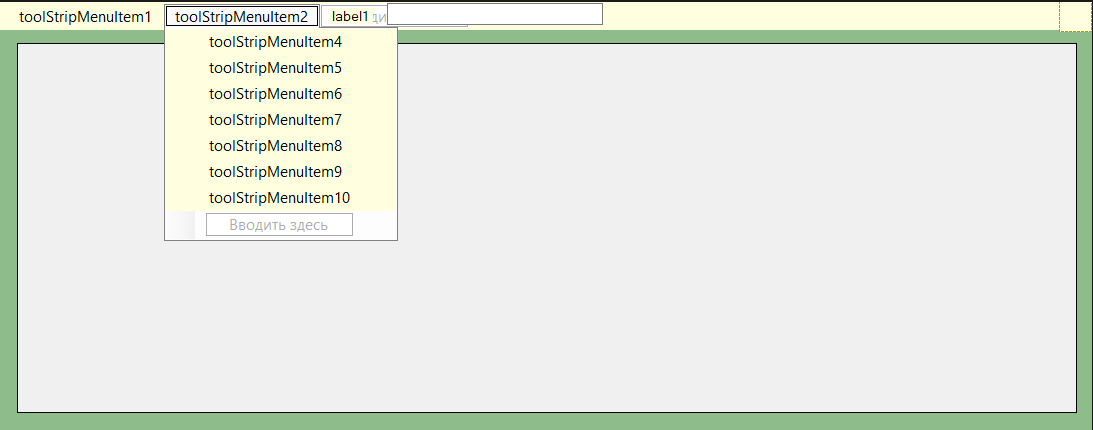 toolStripMenuItem1 toolStripMenuItem2 label1
toolStripMenuItem4
toolStripMenuItem5
toolStripMenuItem6
toolStripMenuItem7
toolStripMenuItem8
toolStripMenuItem9
toolStripMenuItem10
Вводить здесь